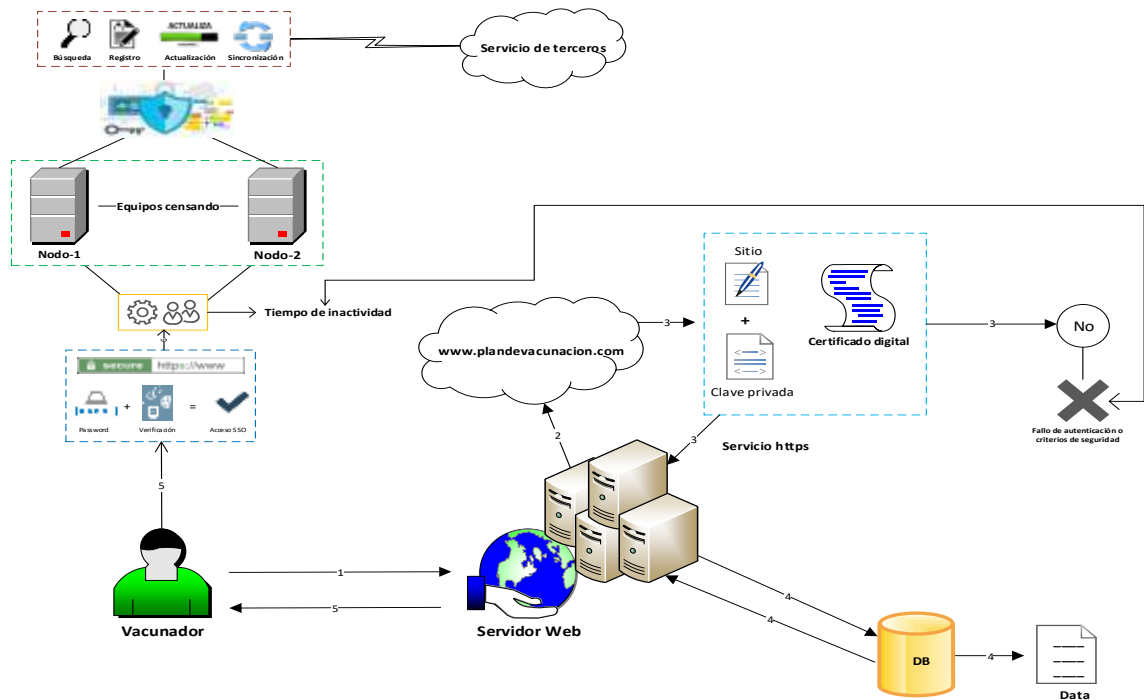 ACTUALIZA
Búsqueda
Registro
Actualización
Sincronización
Servicio de terceros
Equipos censando
Nodo-1
Nodo-2
Tiempo de inactividad
secure https://www
+
=
Password
Verificación
Acceso SSO
5
Vacunador
1
5
Servidor Web
2
www.plandevacunacion.com
3
Sitio
+
Clave privada
Certificado digital
Servicio https
3
3
No
Fallo de autenticación o
criterios de seguridad
4
4
DB
4
Data